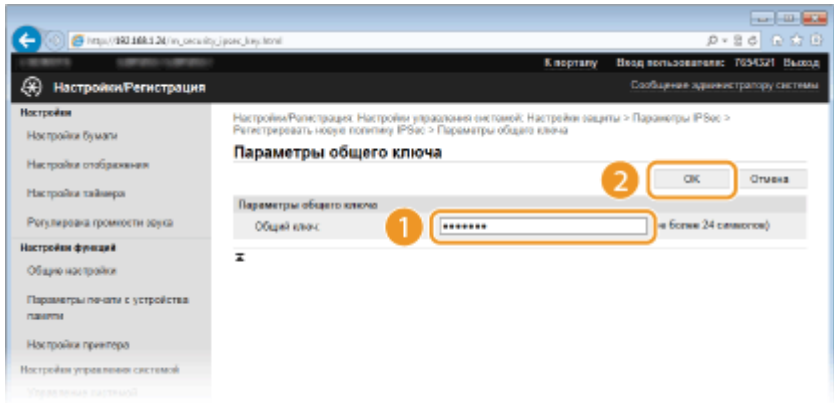 http://192.168.1.24/m_security_ipsec_key.html
К порталу Вход пользователя: 7654321 Выход
Настройки/Регистрация
Сообщение администратору системы
Настройки
Настройки бумаги
Настройки отображения
Настройки таймера
Регулировка громкости звука
Настройки функций
Общие настройки
Параметры печати с устройства
памяти
Настройки принтера
Настройки управления системой
Управление системой
Настройки/Регистрация: Настройки управления системой: Настройки защиты > Параметры IPSec >
Регистрировать новую политику IPSec > Параметры общего ключа
Параметры общего ключа
2
OK
Отмена
Параметры общего ключа
Общий ключ:
1
•••••••
е более 24 символов)